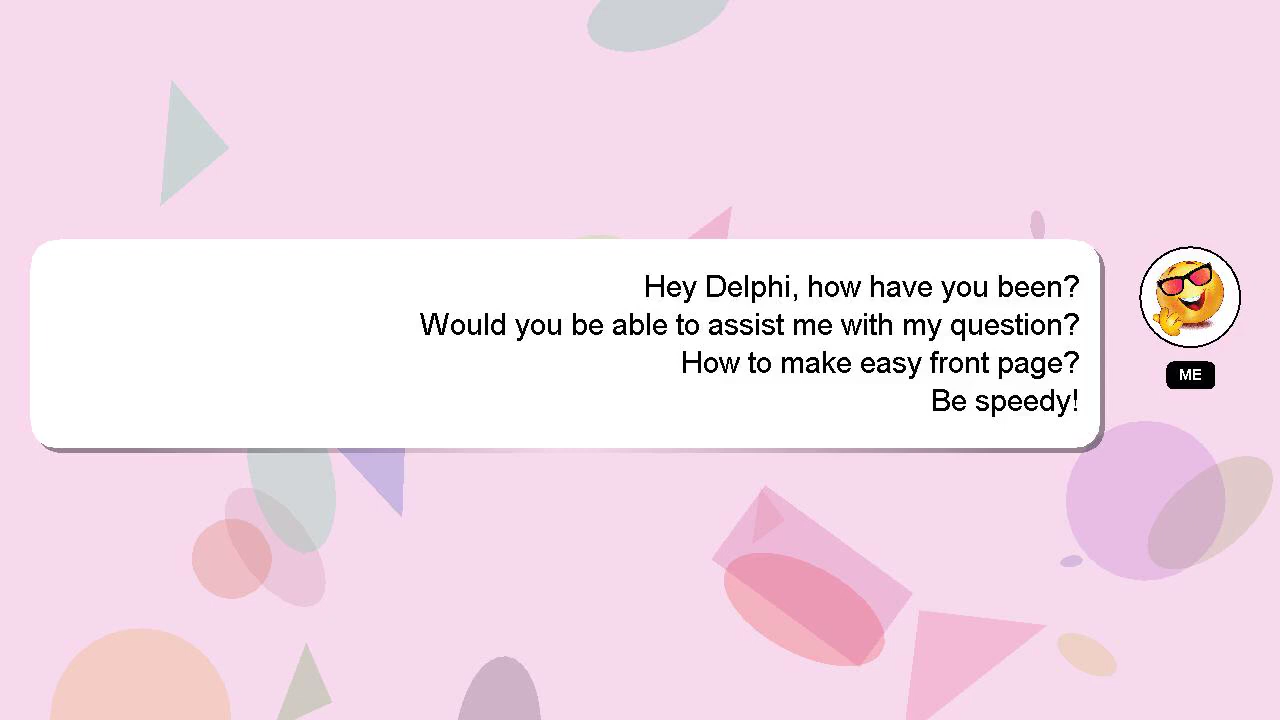 Hey Delphi, how have you been?
Would you be able to assist me with my question?
How to make easy front page?
Be speedy!
ME